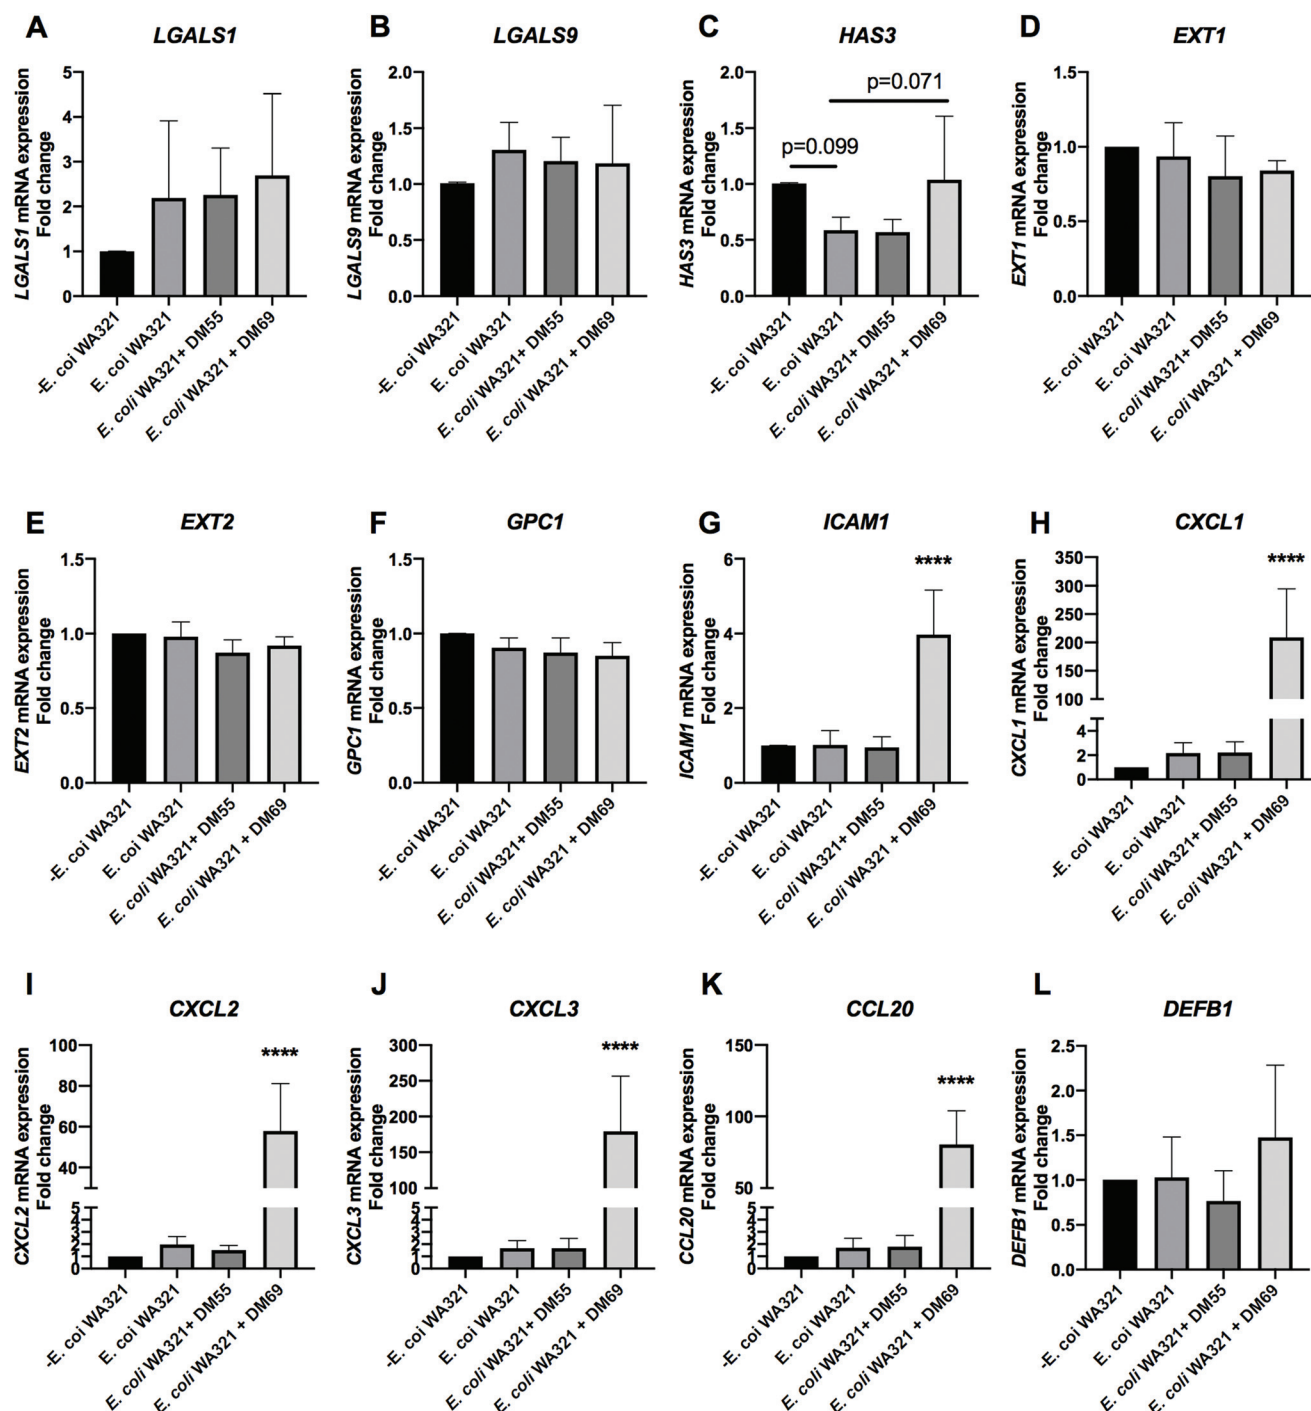 A
LGALS1
LGALS1 mRNA expression
Fold change
5
4
3
2
1
0
-E. coi WA321
E. coi WA321
E. coli WA321+ DM55
E. coli WA321 + DM69
B
LGALS9
LGALS9 mRNA expression
Fold change
2.0
1.5
1.0
0.5
0.0
-E. coi WA321
E. coi WA321
E. coli WA321+ DM55
E. coli WA321 + DM69
C
HAS3
HAS3 mRNA expression
Fold change
2.0
1.5
1.0
0.5
0.0
p=0.071
p=0.099
-E. coi WA321
E. coi WA321
E. coli WA321+ DM55
E. coli WA321 + DM69
D
EXT1
EXT1 mRNA expression
Fold change
1.5
1.0
0.5
0.0
-E. coi WA321
E. coi WA321
E. coli WA321+ DM55
E. coli WA321 + DM69
E
EXT2
EXT2 mRNA expression
Fold change
1.5
1.0
0.5
0.0
-E. coi WA321
E. coi WA321
E. coli WA321+ DM55
E. coli WA321 + DM69
F
GPC1
GPC1 mRNA expression
Fold change
1.5
1.0
0.5
0.0
-E. coi WA321
E. coi WA321
E. coli WA321+ DM55
E. coli WA321 + DM69
G
ICAM1
ICAM1 mRNA expression
Fold change
6
4
2
0
****
-E. coi WA321
E. coi WA321
E. coli WA321+ DM55
E. coli WA321 + DM69
H
CXCL1
CXCL1 mRNA expression
Fold change
350
300
250
200
150
100
4
2
0
****
-E. coi WA321
E. coi WA321
E. coli WA321+ DM55
E. coli WA321 + DM69
I
CXCL2
CXCL2 mRNA expression
Fold change
100
80
60
40
5
4
3
2
1
0
****
-E. coi WA321
E. coi WA321
E. coli WA321+ DM55
E. coli WA321 + DM69
J
CXCL3
CXCL3 mRNA expression
Fold change
300
250
200
150
100
5
4
3
2
1
0
****
-E. coi WA321
E. coi WA321
E. coli WA321+ DM55
E. coli WA321 + DM69
K
CCL20
CCL20 mRNA expression
Fold change
150
100
50
5
4
3
2
1
0
****
-E. coi WA321
E. coi WA321
E. coli WA321+ DM55
E. coli WA321 + DM69
L
DEFB1
DEFB1 mRNA expression
Fold change
2.5
2.0
1.5
1.0
0.5
0.0
-E. coi WA321
E. coi WA321
E. coli WA321+ DM55
E. coli WA321 + DM69